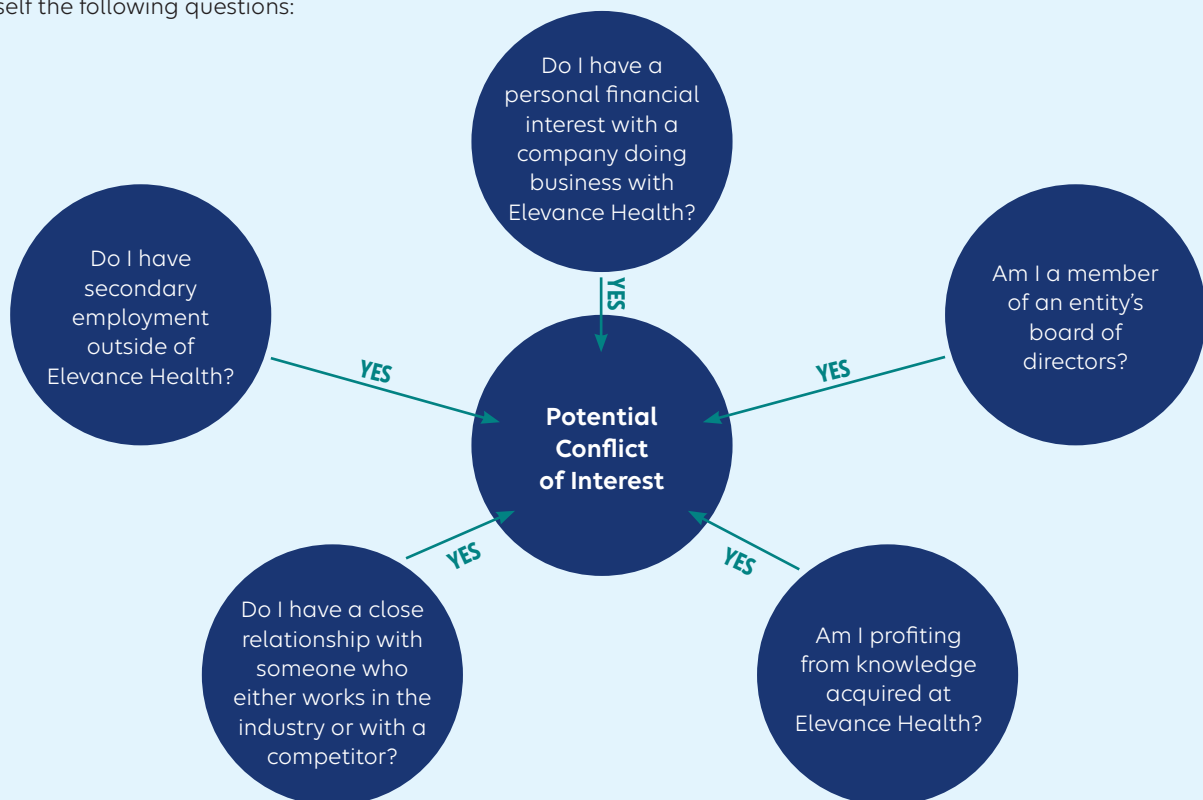 self the following questions:
Do I have a
personal financial
interest with a
company doing
business with
Elevance Health?
Do I have
secondary
employment
outside of
Elevance Health?
Am I a member
of an entity’s
board of
directors?
YES
YES
YES
Potential
Conflict
of Interest
YES
YES
Do I have a close
relationship with
someone who
either works in the
industry or with a
competitor?
Am I profiting
from knowledge
acquired at
Elevance Health?